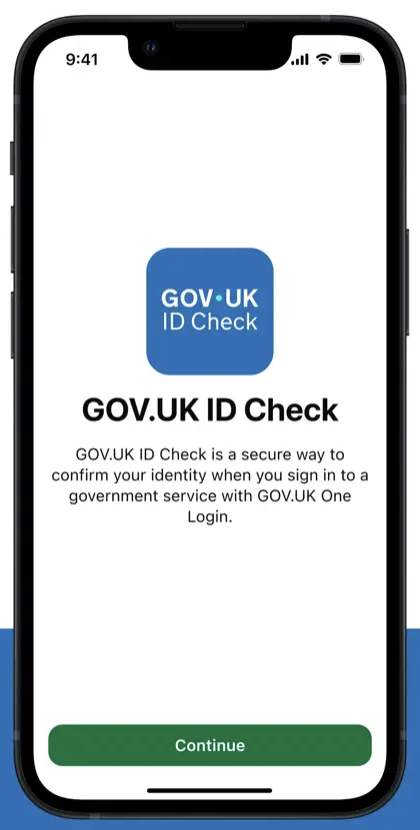 9:41
GOV•UK
ID Check
GOV.UK ID Check
GOV.UK ID Check is a secure way to
confirm your identity when you sign in to a
government service with GOV.UK One
Login.
Continue